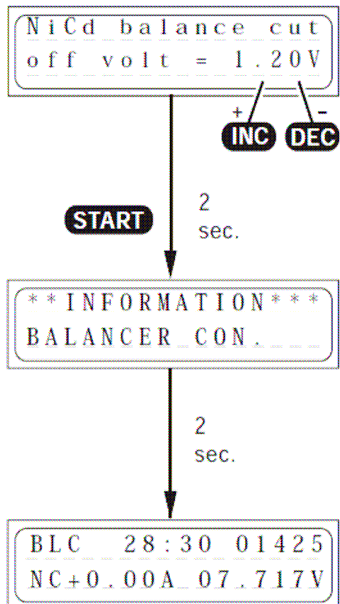 NiCd balance cut
off volt = 1.20V
+ -
INC DEC
START
2
sec.
**INFORMATION***
BALANCER CON.
2
sec.
BLC 28:30 01425
NC+0.00A 07.717V